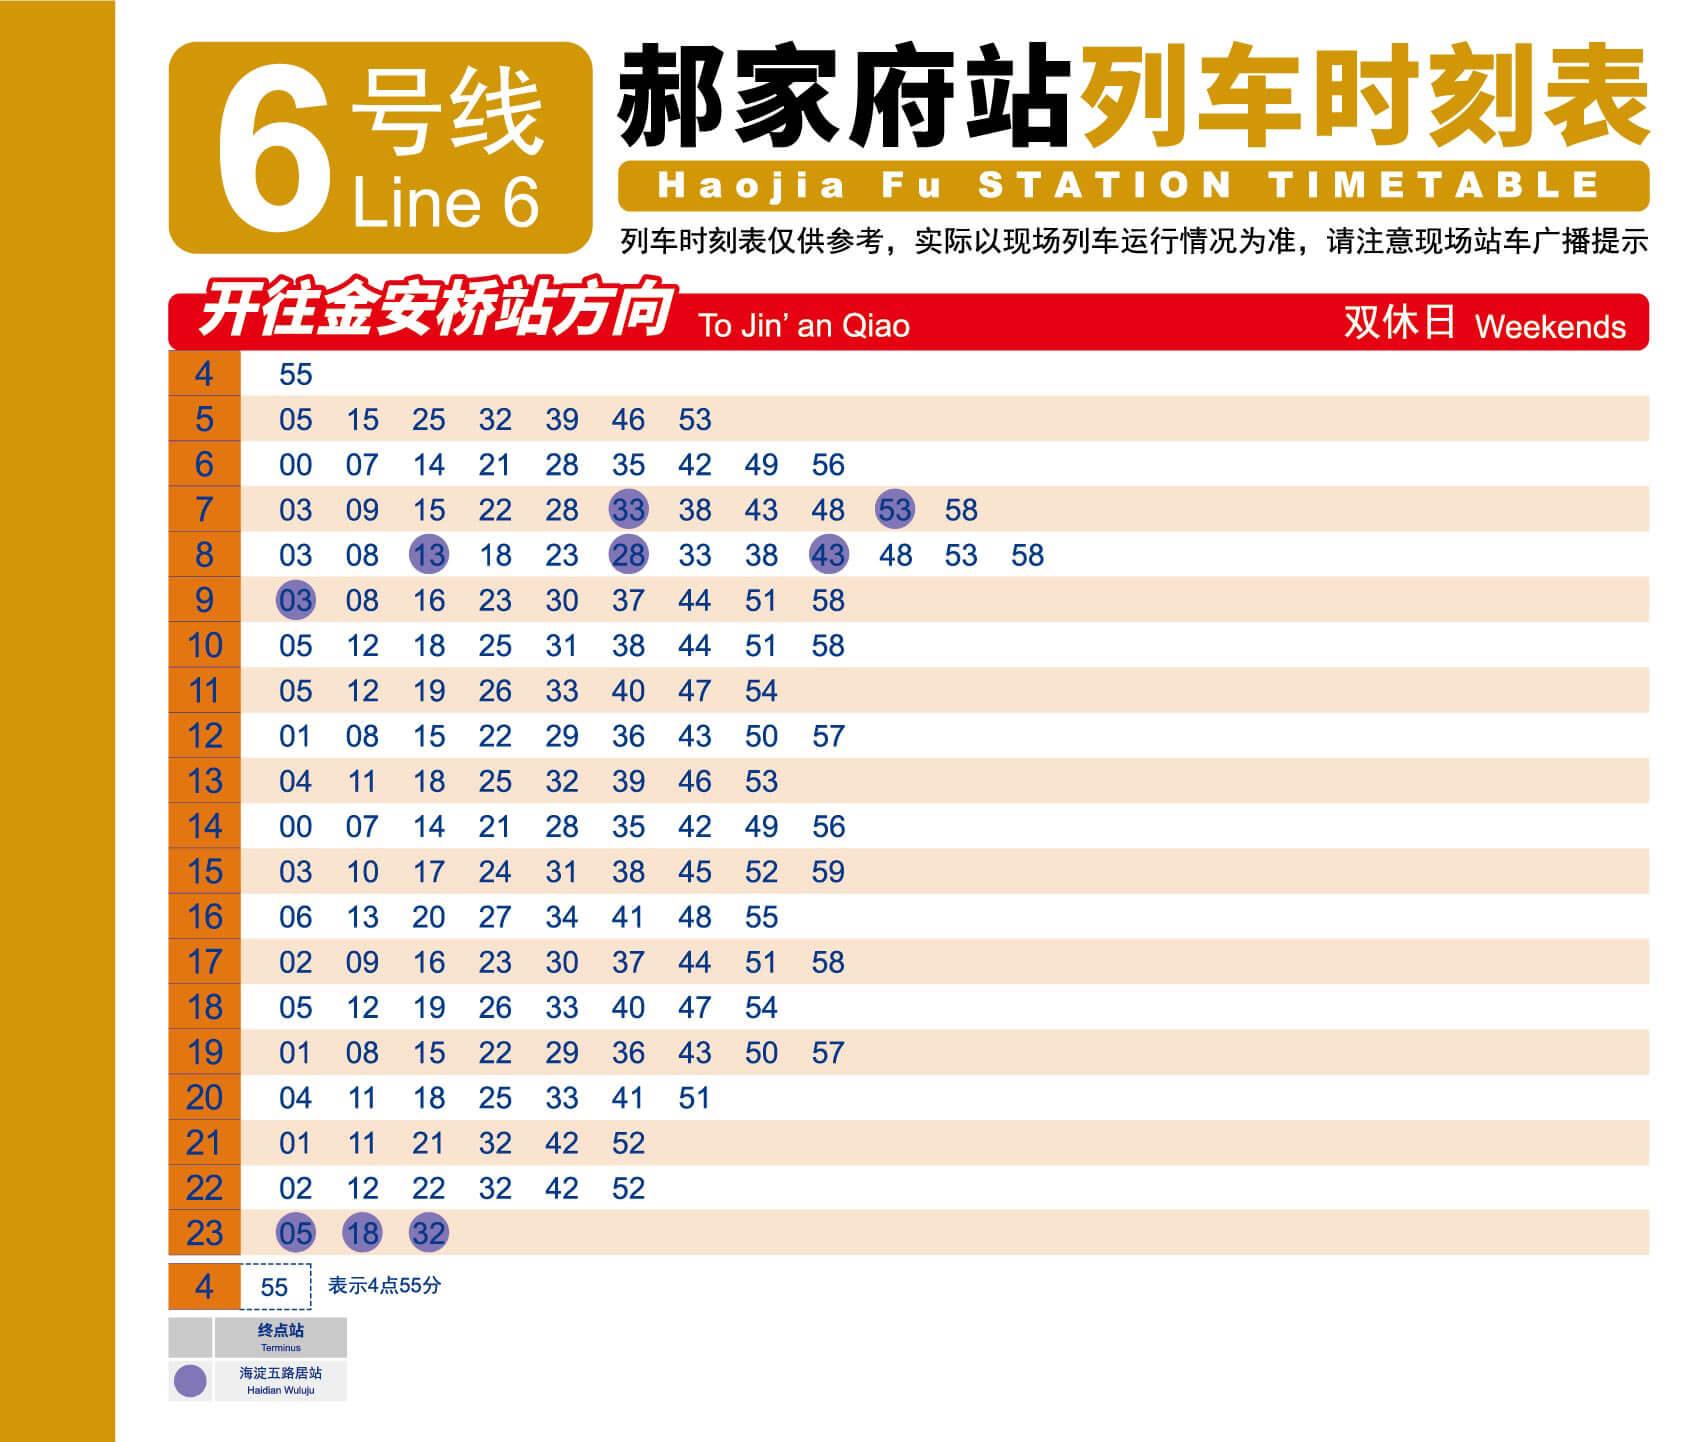 6号线
Line 6
郝家府站列车时刻表
Haojia Fu STATION TIMETABLE
列车时刻表仅供参考，实际以现场列车运行情况为准，请注意现场站车广播提示
开往金安桥站方向 To Jin’ an Qiao 双休日 Weekends
4 55
5 05 15 25 32 39 46 53
6 00 07 14 21 28 35 42 49 56
7 03 09 15 22 28 33 38 43 48 53 58
8 03 08 13 18 23 28 33 38 43 48 53 58
9 03 08 16 23 30 37 44 51 58
10 05 12 18 25 31 38 44 51 58
11 05 12 19 26 33 40 47 54
12 01 08 15 22 29 36 43 50 57
13 04 11 18 25 32 39 46 53
14 00 07 14 21 28 35 42 49 56
15 03 10 17 24 31 38 45 52 59
16 06 13 20 27 34 41 48 55
17 02 09 16 23 30 37 44 51 58
18 05 12 19 26 33 40 47 54
19 01 08 15 22 29 36 43 50 57
20 04 11 18 25 33 41 51
21 01 11 21 32 42 52
22 02 12 22 32 42 52
23 05 18 32
4 55 表示4点55分
终点站
Terminus
海淀五路居站
Haidian Wuluju